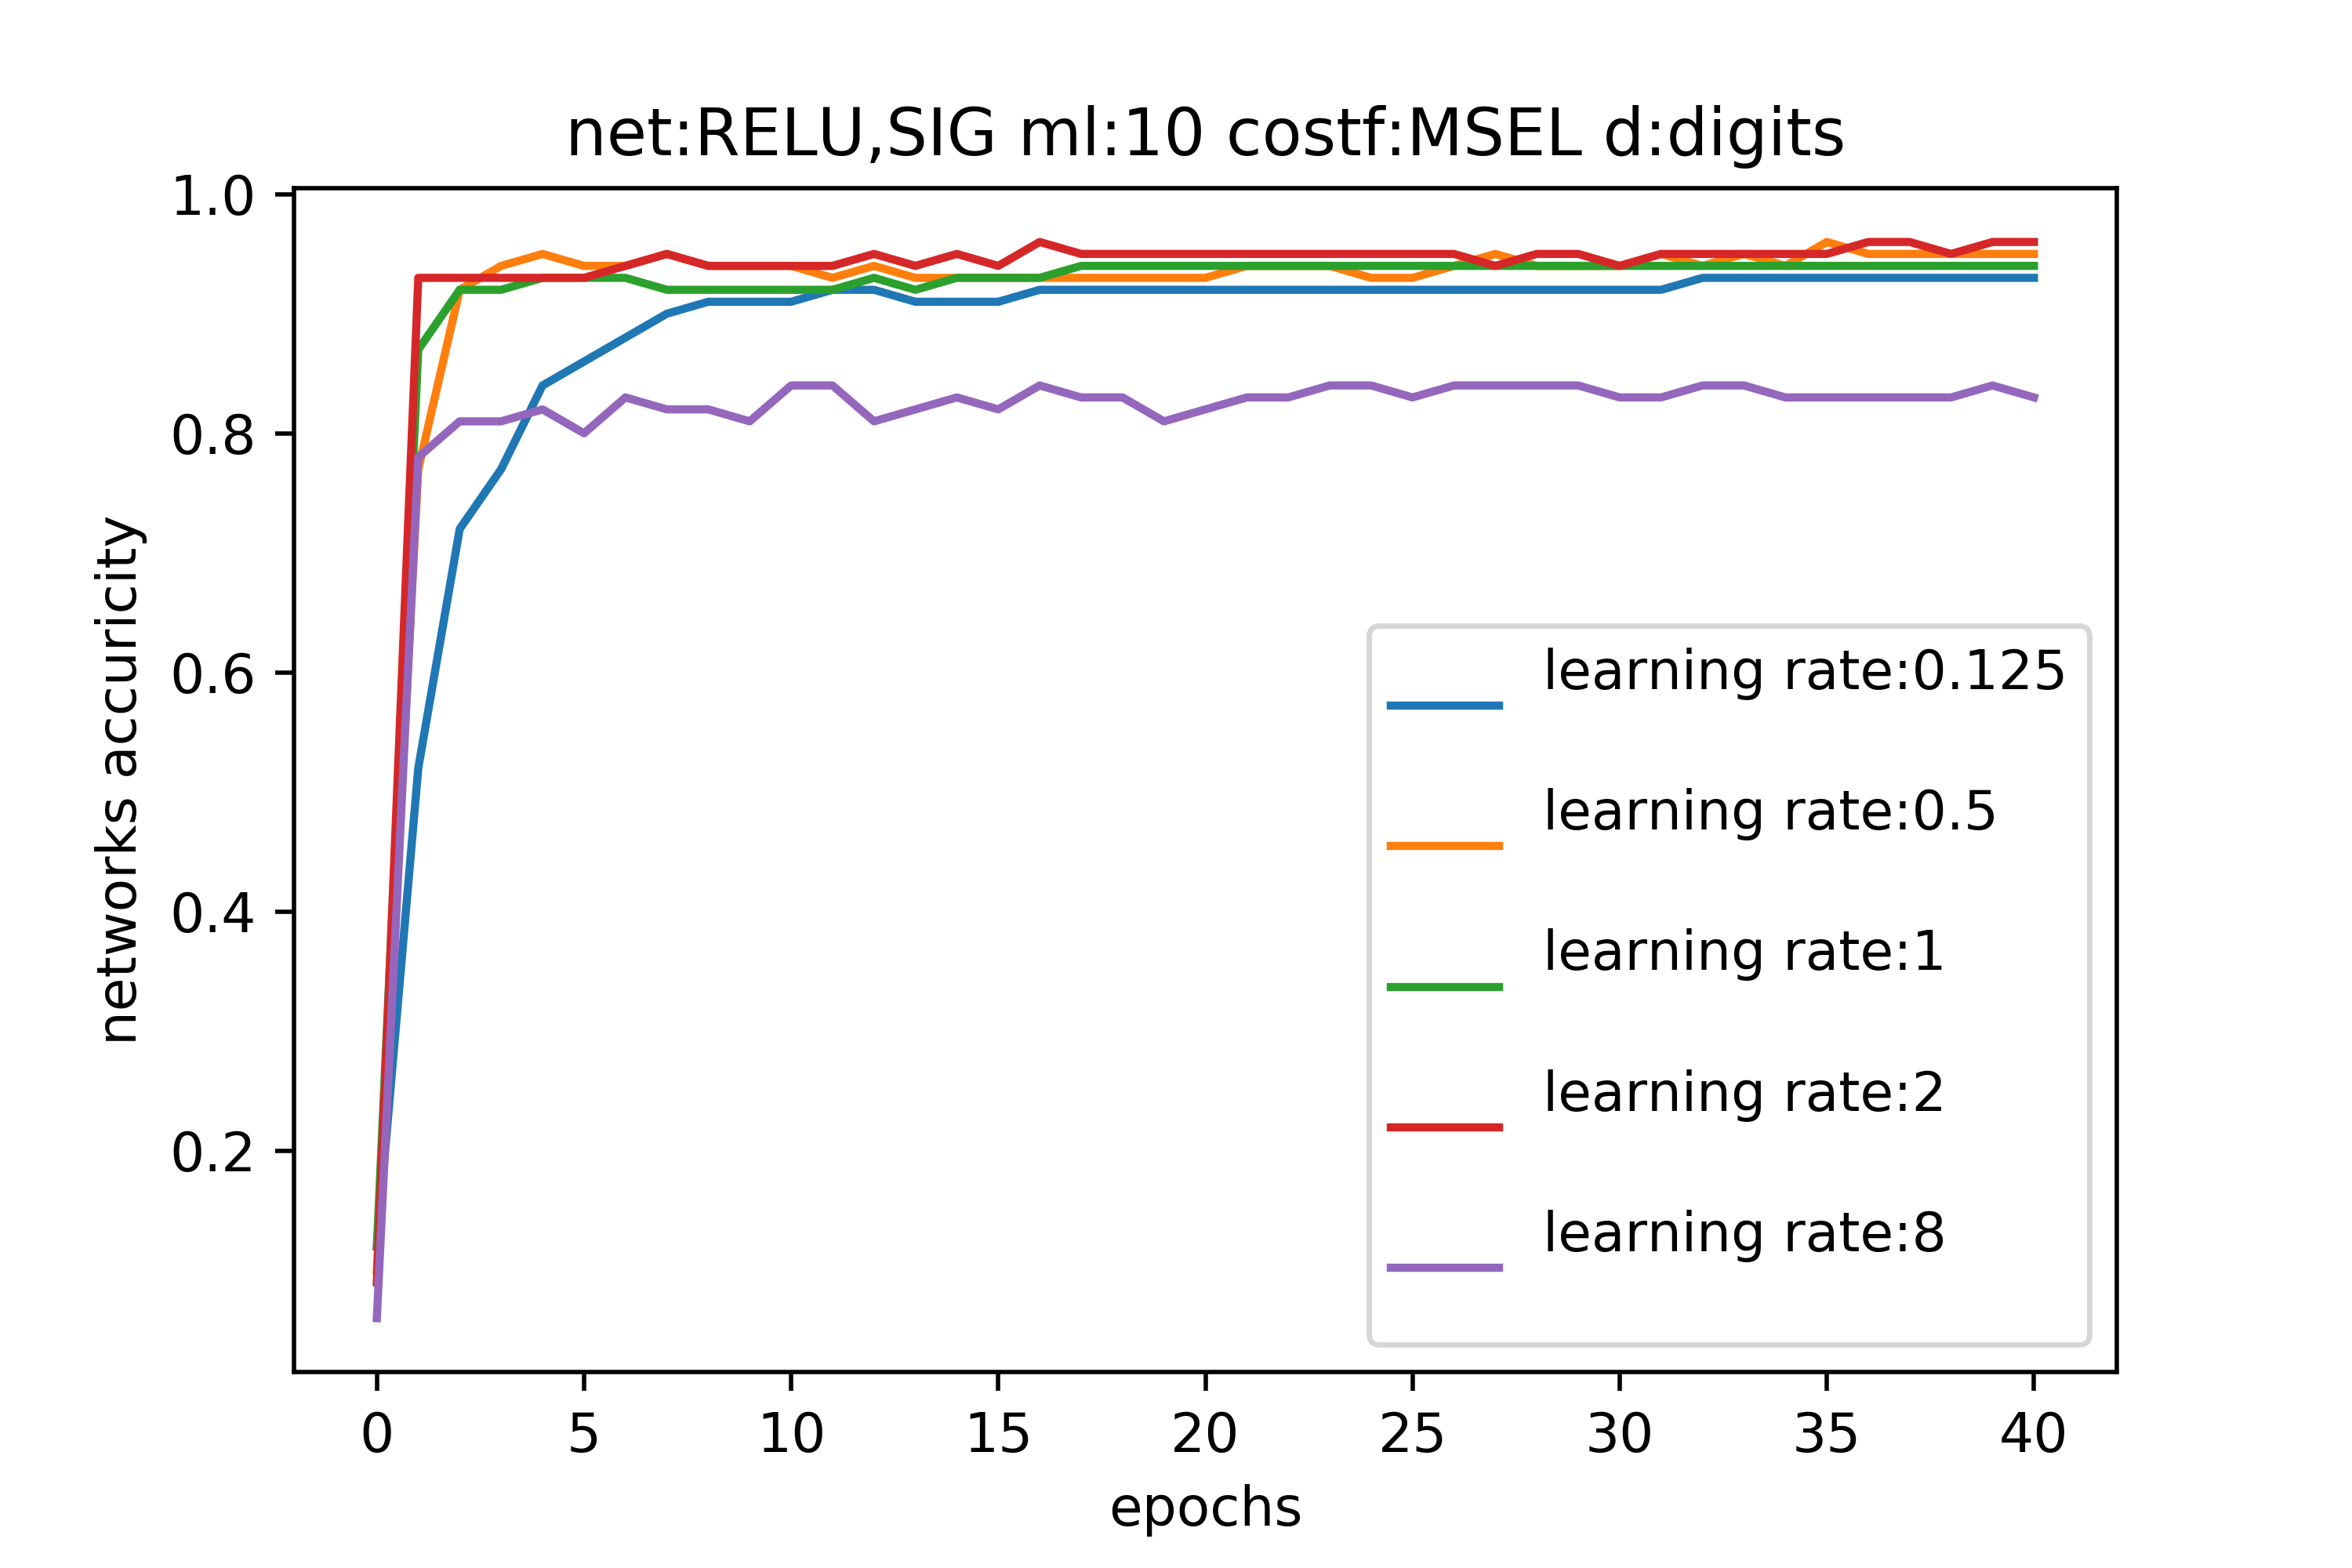 net:RELU,SIG ml:10 costf:MSEL d:digits
1.0
0.8
0.6
0.4
0.2
networks accuricity
learning rate:0.125
learning rate:0.5
learning rate:1
learning rate:2
learning rate:8
0 5 10 15 20 25 30 35 40
epochs